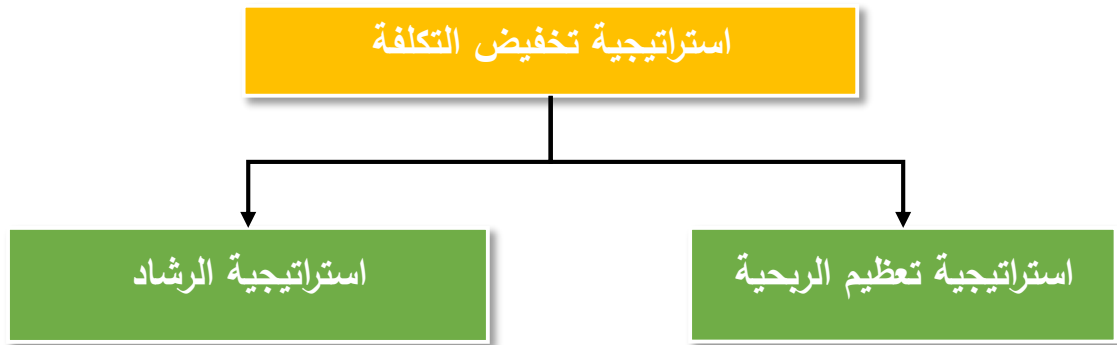 استراتيجية تخفيض التكلفة
استراتيجية تعظيم الربحية
استراتيجية الرشاد